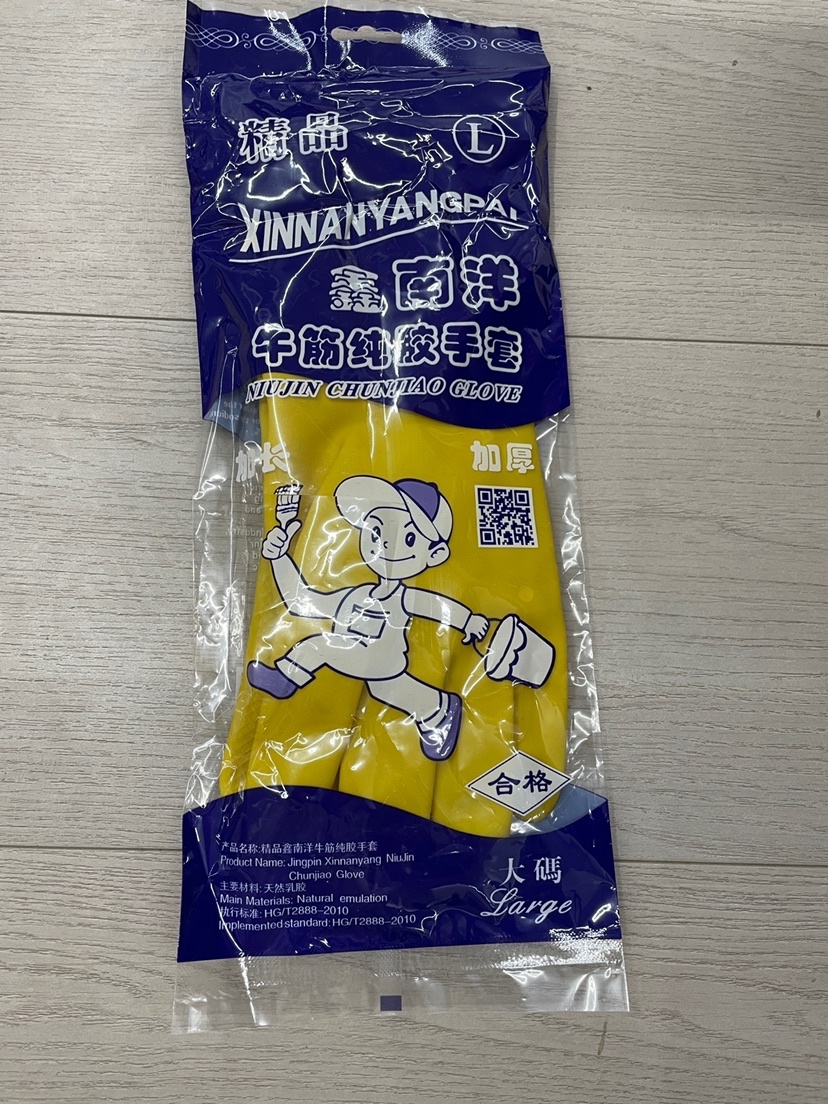 精品
L
XINNANYANGPAI
鑫南洋
牛筋纯胶手套
NIUJIN CHUNJIAO GLOVE
加长
加厚
合格
产品名称:精品鑫南洋牛筋纯胶手套
Product Name: Jingpin Xinnanyang NiuJin
Chunjiao Glove
主要材料:天然乳胶
Main Materials: Natural emulation
执行标准:HG/T2888-2010
Implemented standard: HG/T2888-2010
大碼
Large